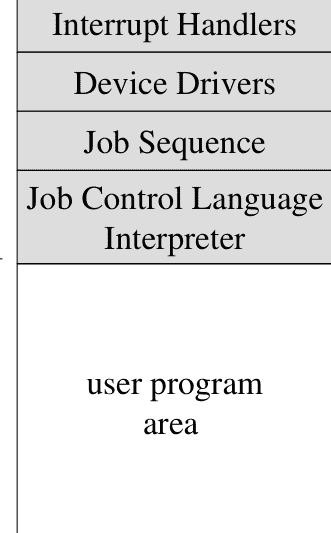 Interrupt Handlers
Device Drivers
Job Sequence
Job Control Language
Interpreter
user program
area